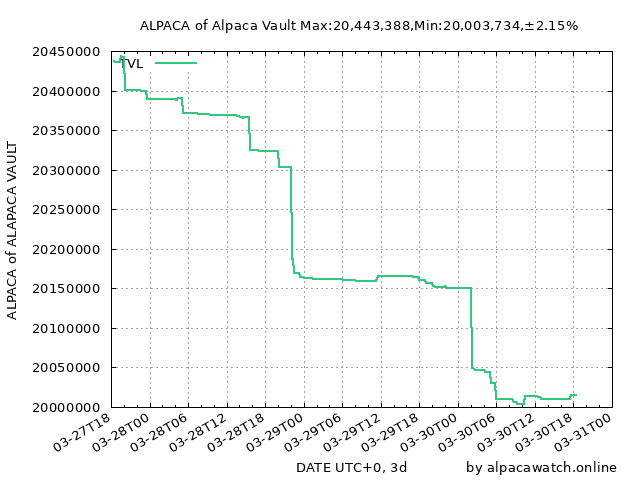 ALPACA of Alpaca Vault Max:20,443,388,Min:20,003,734,±2.15%
20450000
TVL
20400000
20350000
20300000
20250000
20200000
20150000
20100000
20050000
20000000
ALPACA of ALAPACA VAULT
03-27T18
03-28T00
03-28T06
03-28T12
03-28T18
03-29T00
03-29T06
03-29T12
03-29T18
03-30T00
03-30T06
03-30T12
03-30T18
03-31T00
DATE UTC+0, 3d
by alpacawatch.online